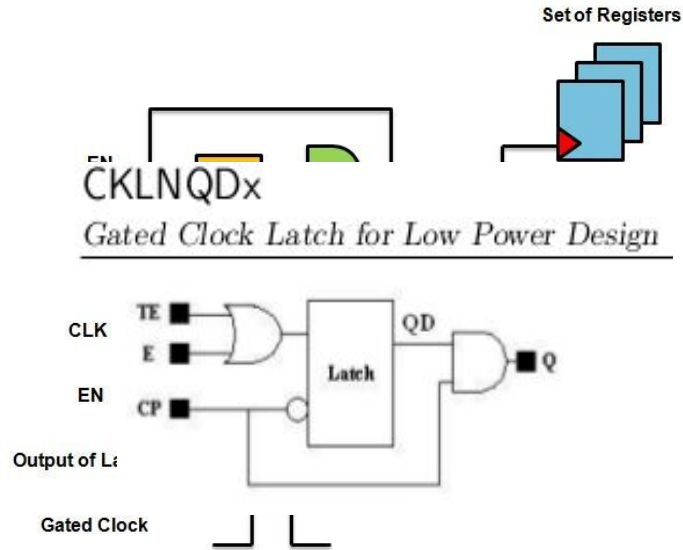 Set of Registers
EN
CKLNQDx
Gated Clock Latch for Low Power Design
TE
QD
CLK
E
Latch
Q
EN
CP
Output of
Gated Clock